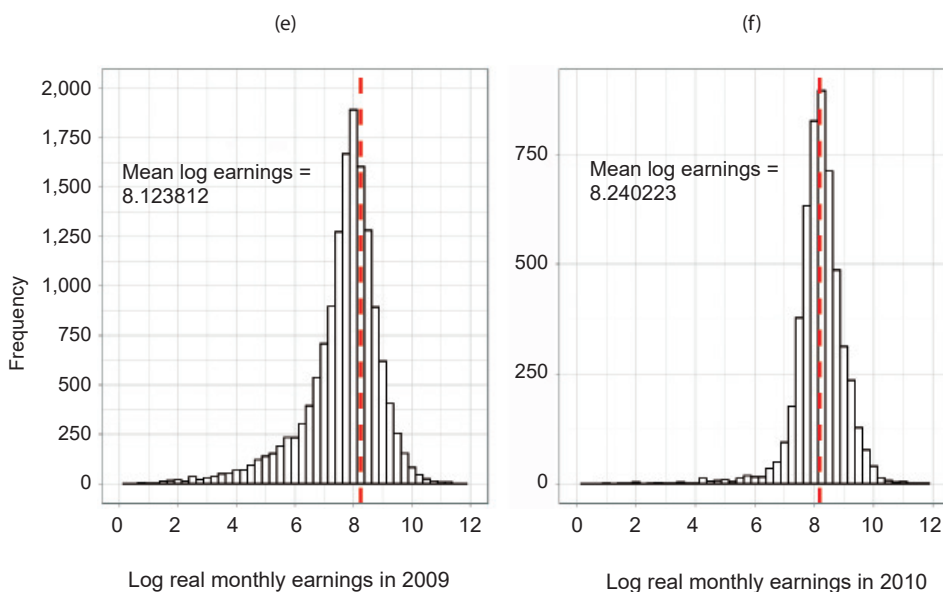 (e)
2,000
1,750
1,500
1,250
1,000
750
500
250
0
Frequency
Mean log earnings =
8.123812
0 2 4 6 8 10 12
Log real monthly earnings in 2009
(f)
750
500
250
0
Mean log earnings =
8.240223
0 2 4 6 8 10 12
Log real monthly earnings in 2010